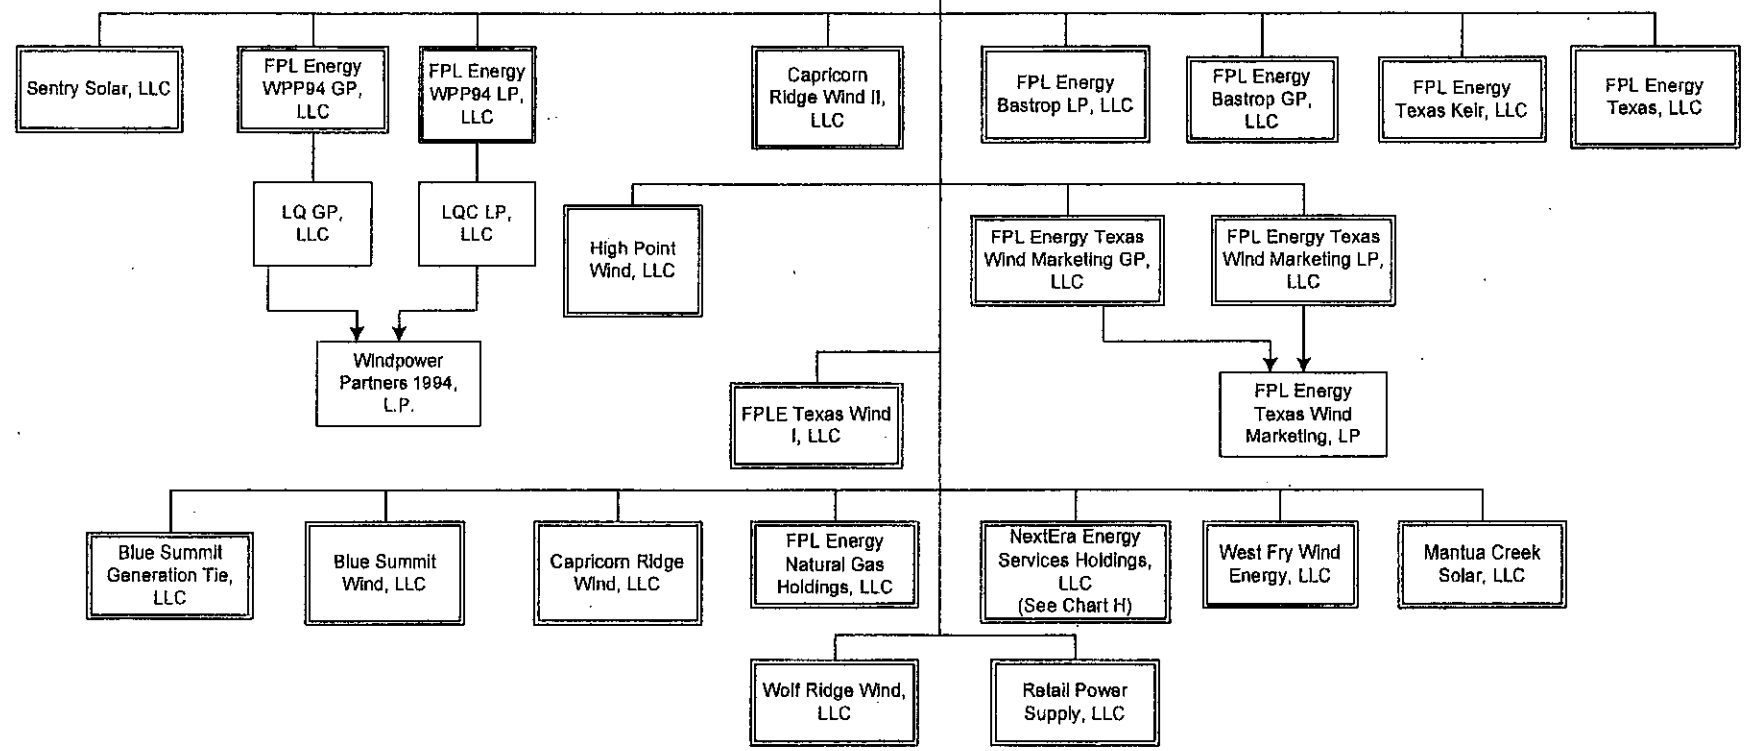 Sentry Solar, LLC
FPL Energy
WPP94 GP,
LLC
FPL Energy
WPP94 LP,
LLC
Capricorn
Ridge Wind II,
LLC
FPL Energy
Bastrop LP, LLC
FPL Energy
Bastrop GP,
LLC
FPL Energy
Texas Keir, LLC
FPL Energy
Texas, LLC
LQ GP,
LLC
LQC LP,
LLC
High Point
Wind, LLC
FPL Energy Texas
Wind Marketing GP,
LLC
FPL Energy Texas
Wind Marketing LP,
LLC
Windpower
Partners 1994,
L.P.
FPLE Texas Wind
I, LLC
FPL Energy
Texas Wind
Marketing, LP
Blue Summit
Generation Tie,
LLC
Blue Summit
Wind, LLC
Capricorn Ridge
Wind, LLC
FPL Energy
Natural Gas
Holdings, LLC
NextEra Energy
Services Holdings,
LLC
(See Chart H)
West Fry Wind
Energy, LLC
Mantua Creek
Solar, LLC
Wolf Ridge Wind,
LLC
Retail Power
Supply, LLC